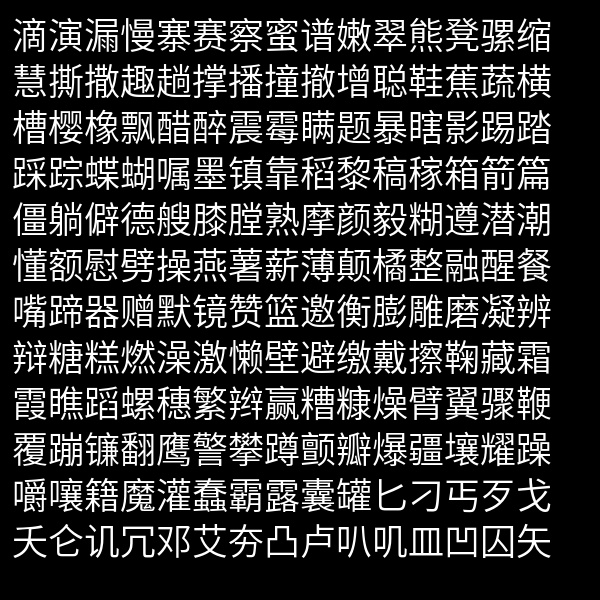 滴演漏慢寨赛察蜜谱嫩翠熊凳骡缩
慧撕撒趣趟撑播撞撤增聪鞋蕉蔬横
槽樱橡飘醋醉震霉瞒题暴瞎影踢踏
踩踪蝶蝴嘱墨镇靠稻黎稿稼箱箭篇
僵躺僻德艘膝膛熟摩颜毅糊遵潜潮
懂额慰劈操燕薯薪薄颠橘整融醒餐
嘴蹄器赠默镜赞篮邀衡膨雕磨凝辨
辩糖糕燃澡激懒壁避缴戴擦鞠藏霜
霞瞧蹈螺穗繁辫赢糟糠燥臂翼骤鞭
覆蹦镰翻鹰警攀蹲颤瓣爆疆壤耀躁
嚼嚷籍魔灌蠢霸露囊罐匕刁丐歹戈
夭仑讥冗邓艾夯凸卢叭叽皿凹囚矢